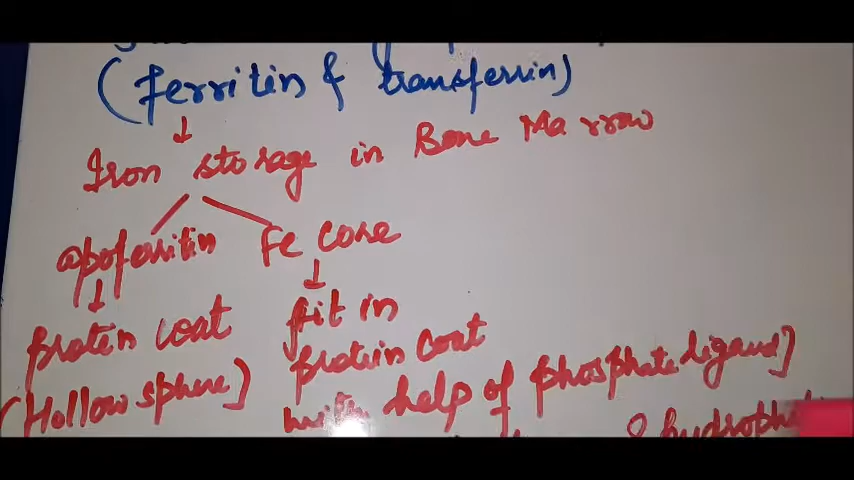 (ferritin & transferrin)
↓
Iron storage in Bone Marrow
apoferritin Fe core
↓ ↓
protein coat fit in
(Hollow sphere) protein coat
with help of phosphate ligand]
& hydrophi